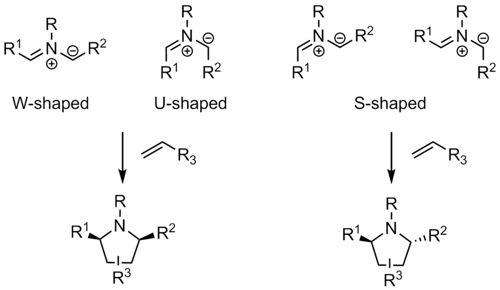 R R R R
R¹ N R² N N R² N
⊕ ⊖ ⊕ ⊖ ⊕ ⊖ R¹ ⊕ ⊖
R¹ R² R¹ R²
W-shaped U-shaped S-shaped
R₃ R₃
R R
R¹ N R² R¹ N R²
R³ R³